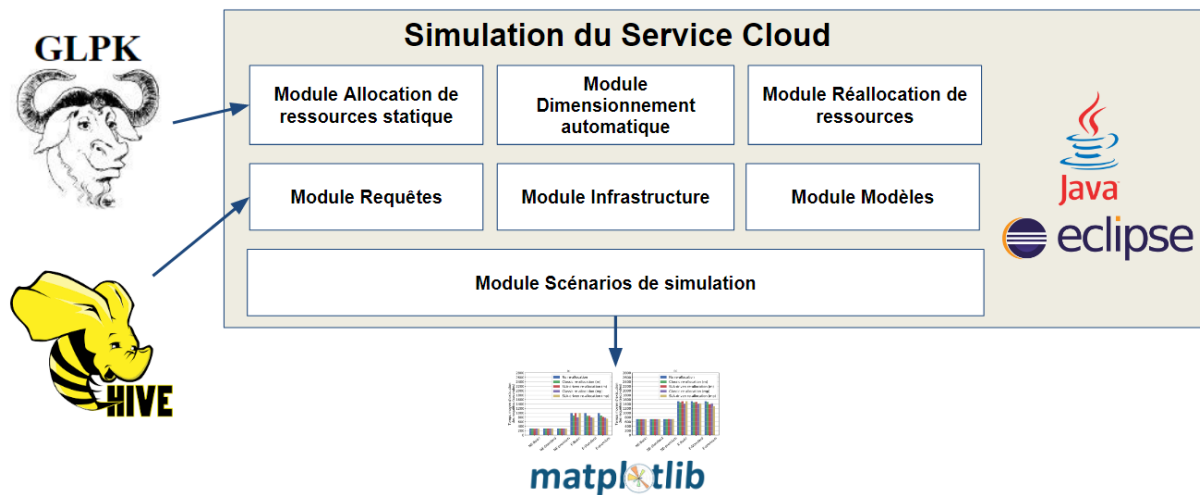 GLPK
Simulation du Service Cloud
Module Allocation de
ressources statique
Module
Dimensionnement
automatique
Module Réallocation de
ressources
Module Requêtes
Module Infrastructure
Module Modèles
Java
eclipse
Module Scénarios de simulation
HIVE
matplotlib